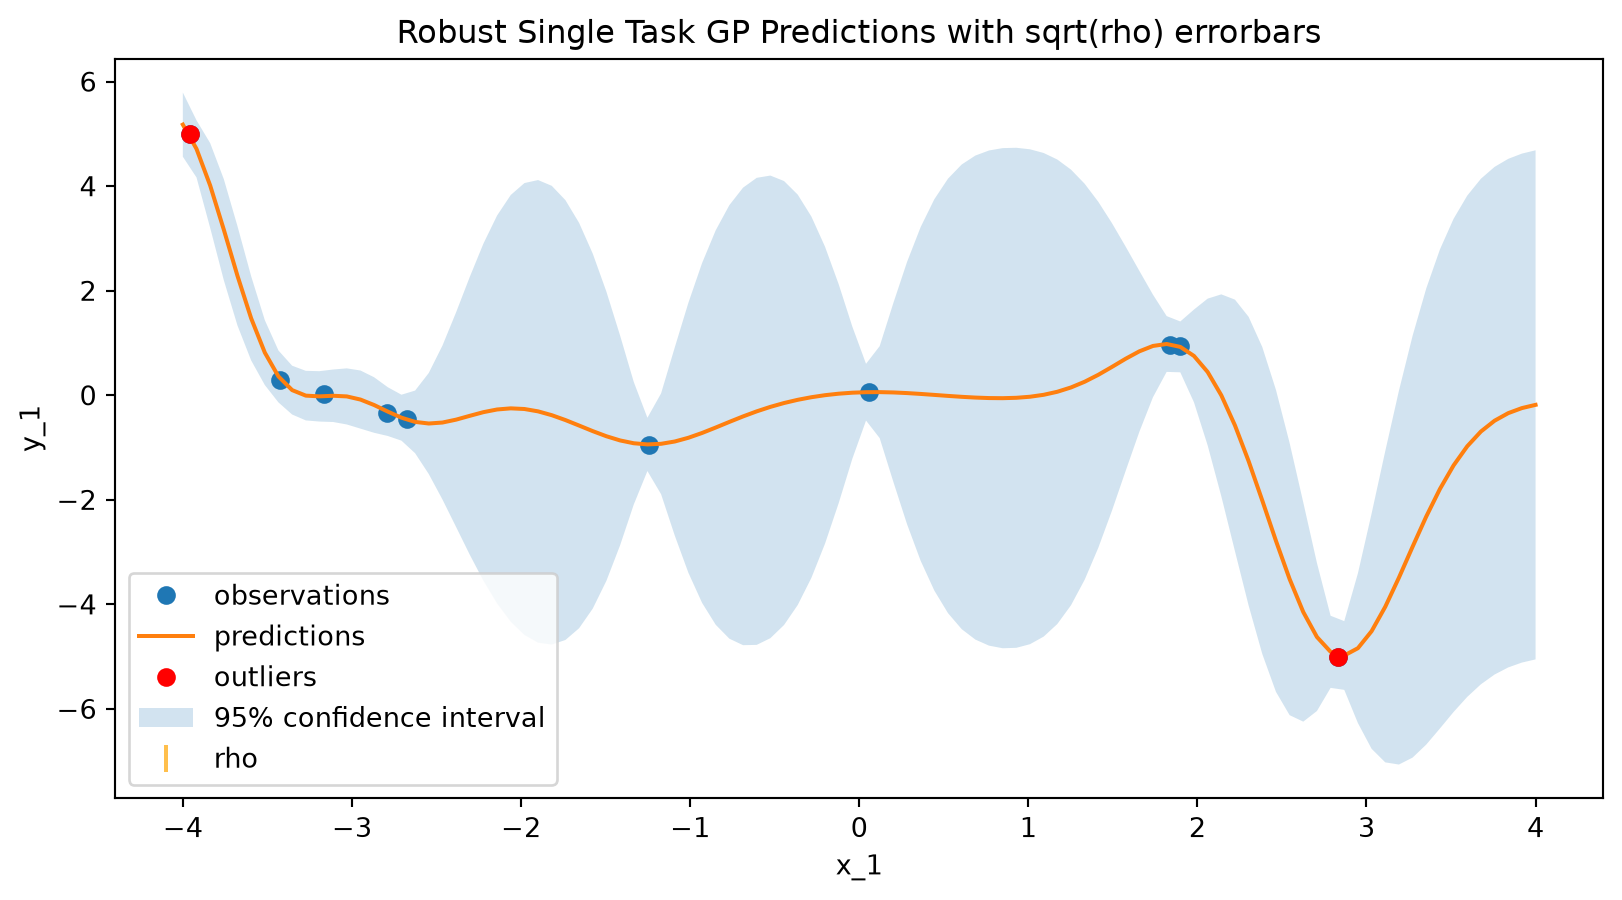 Robust Single Task GP Predictions with sqrt(rho) errorbars
6
4
2
0
−2
−4
−6
y_1
observations
predictions
outliers
95% confidence interval
rho
−4 −3 −2 −1 0 1 2 3 4
x_1